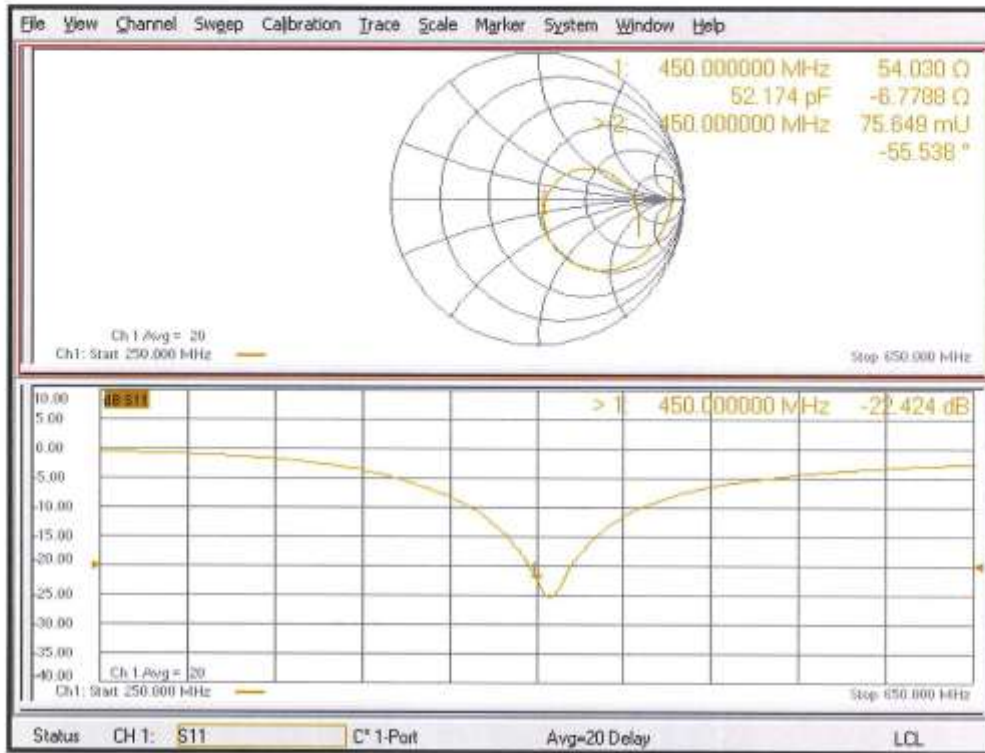 File View Channel Sweep Calibration Trace Scale Marker System Window Help
1: 450.000000 MHz 54.030 Ω
52.174 pF -6.7788 Ω
> 2: 450.000000 MHz 75.649 mU
-55.538 °
Ch 1 Avg = 20
Ch1: Start 250.000 MHz
Stop 650.000 MHz
10.00
dB S11
> 1: 450.000000 MHz -22.424 dB
5.00
0.00
-5.00
-10.00
-15.00
-20.00
-25.00
-30.00
-35.00
-40.00
Ch 1 Avg = 20
Ch1: Start 250.000 MHz
Stop 650.000 MHz
Status CH 1: S11 C* 1-Port Avg=20 Delay LCL